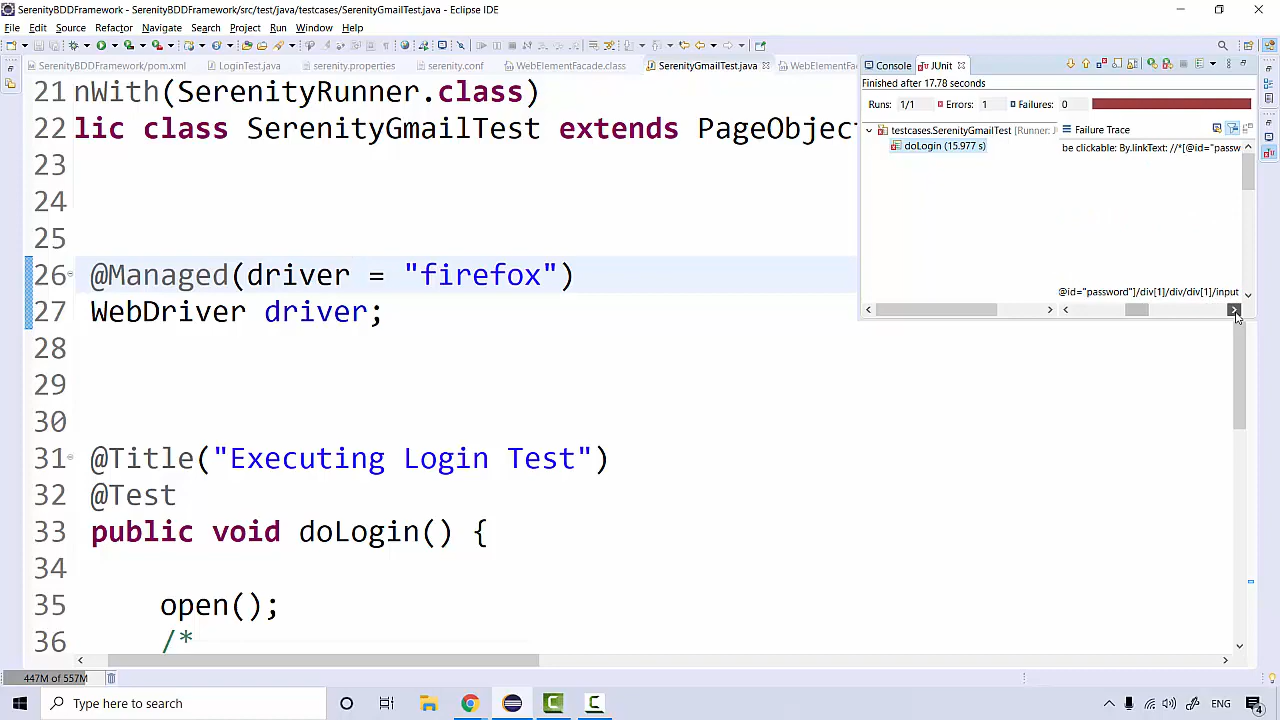 SerenityBDDFramework - SerenityBDDFramework/src/test/java/testcases/SerenityGmailTest.java - Eclipse IDE
File Edit Source Refactor Navigate Search Project Run Window Help
SerenityBDDFramework/pom.xml LoginTest.java serenity.properties serenity.conf WebElementFacade.class SerenityGmailTest.java WebElementFa
Console JUnit
Finished after 17.78 seconds
Runs: 1/1 Errors: 1 Failures: 0
testcases.SerenityGmailTest [Runner: J
doLogin (15.977 s)
Failure Trace
be clickable: By.linkText: //*[@id="passw
@id="password"]/div[1]/div/div[1]/input
21 nWith(SerenityRunner.class)
22 lic class SerenityGmailTest extends PageObjec
23
24
25
26 @Managed(driver = "firefox")
27 WebDriver driver;
28
29
30
31 @Title("Executing Login Test")
32 @Test
33 public void doLogin() {
34
35 open();
36 /*
447M of 557M
Type here to search
ENG
4